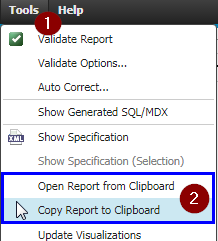 Tools Help
1
Validate Report
Validate Options...
Auto Correct...
Show Generated SQL/MDX
XML
Show Specification
Show Specification (Selection)
Open Report from Clipboard
2
Copy Report to Clipboard
Update Visualizations